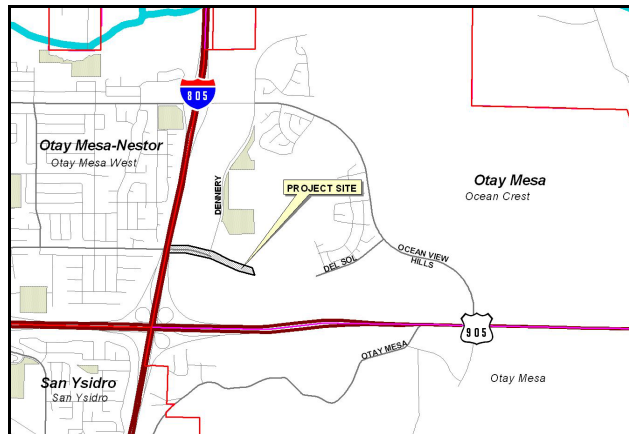 805
Otay Mesa-Nestor
Otay Mesa West
DENNERY
PROJECT SITE
Otay Mesa
Ocean Crest
OCEAN VIEW
HILLS
DEL SOL
905
OTAY MESA
San Ysidro
San Ysidro
Otay Mesa